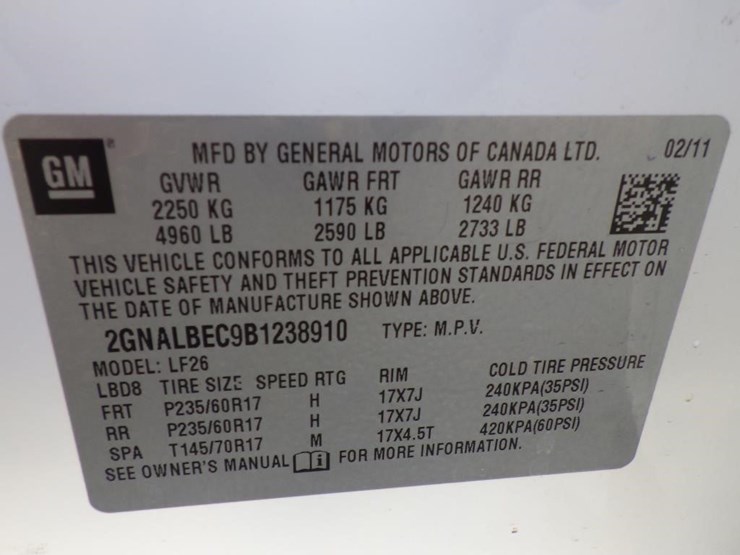 GM
MFD BY GENERAL MOTORS OF CANADA LTD. 02/11
GVWR GAWR FRT GAWR RR
2250 KG 1175 KG 1240 KG
4960 LB 2590 LB 2733 LB
THIS VEHICLE CONFORMS TO ALL APPLICABLE U.S. FEDERAL MOTOR
VEHICLE SAFETY AND THEFT PREVENTION STANDARDS IN EFFECT ON
THE DATE OF MANUFACTURE SHOWN ABOVE.
2GNALBEC9B1238910 TYPE: M.P.V.
MODEL: LF26
LBD8 TIRE SIZE SPEED RTG RIM COLD TIRE PRESSURE
FRT P235/60R17 H 17X7J 240KPA(35PSI)
RR P235/60R17 H 17X7J 240KPA(35PSI)
SPA T145/70R17 M 17X4.5T 420KPA(60PSI)
SEE OWNER'S MANUAL FOR MORE INFORMATION.